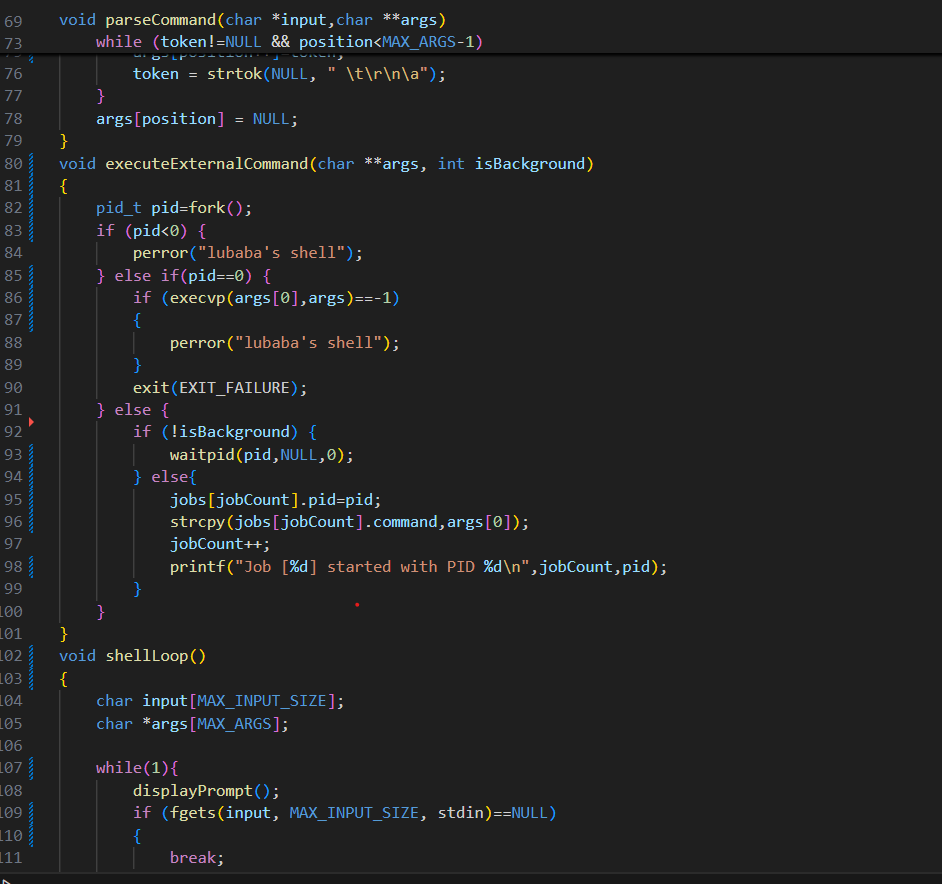 69 void parseCommand(char *input,char **args)
73 while (token!=NULL && position<MAX_ARGS-1)
76 token = strtok(NULL, " \t\r\n\a");
77 }
78 args[position] = NULL;
79 }
80 void executeExternalCommand(char **args, int isBackground)
81 {
82 pid_t pid=fork();
83 if (pid<0) {
84 perror("lubaba's shell");
85 } else if(pid==0) {
86 if (execvp(args[0],args)==-1)
87 {
88 perror("lubaba's shell");
89 }
90 exit(EXIT_FAILURE);
91 } else {
92 if (!isBackground) {
93 waitpid(pid,NULL,0);
94 } else{
95 jobs[jobCount].pid=pid;
96 strcpy(jobs[jobCount].command,args[0]);
97 jobCount++;
98 printf("Job [%d] started with PID %d\n",jobCount,pid);
99 }
100 }
101 }
102 void shellLoop()
103 {
104 char input[MAX_INPUT_SIZE];
105 char *args[MAX_ARGS];
106
107 while(1){
108 displayPrompt();
109 if (fgets(input, MAX_INPUT_SIZE, stdin)==NULL)
110 {
111 break;